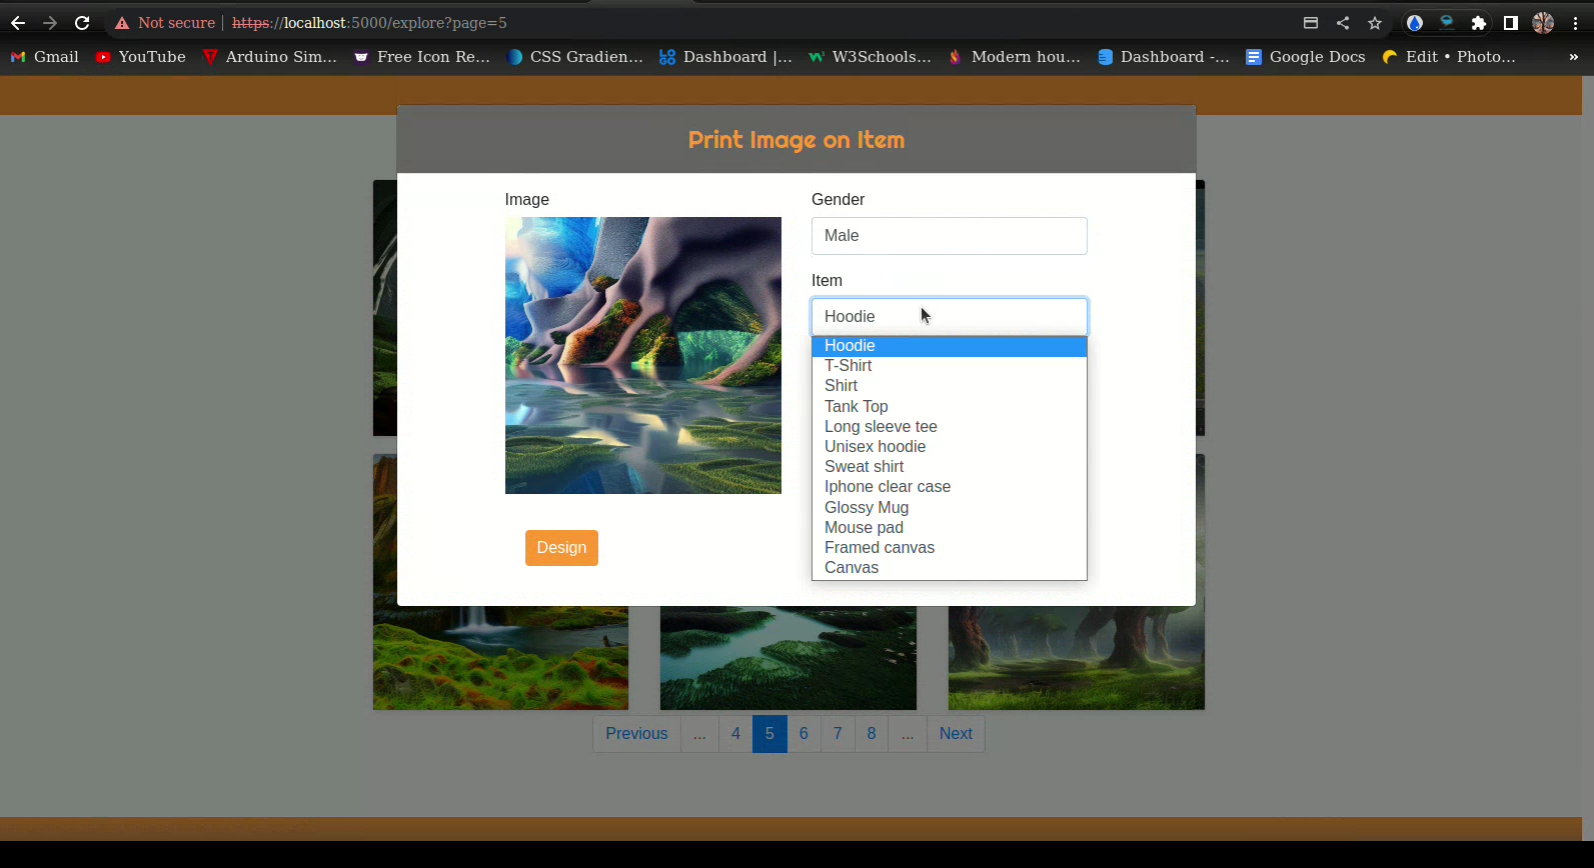 Not secure https://localhost:5000/explore?page=5
Gmail YouTube Arduino Sim... Free Icon Re... CSS Gradien... LOGO Dashboard |... W3Schools... Modern hou... Dashboard -... Google Docs Edit • Photo... »
Print Image on Item
Image
Gender
Male
Item
Hoodie
Hoodie
T-Shirt
Shirt
Tank Top
Long sleeve tee
Unisex hoodie
Sweat shirt
Iphone clear case
Glossy Mug
Mouse pad
Framed canvas
Canvas
Design
Previous ... 4 5 6 7 8 ... Next